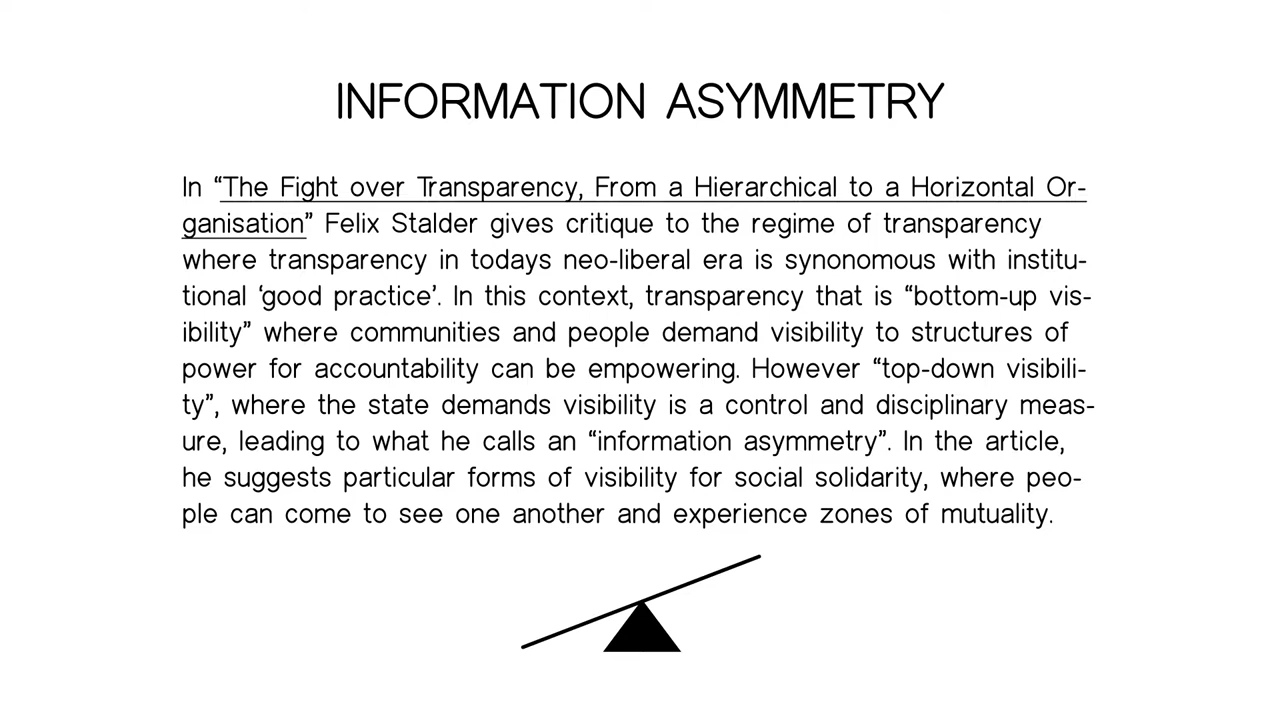 INFORMATION ASYMMETRY
In “The Fight over Transparency, From a Hierarchical to a Horizontal Or-
ganisation” Felix Stalder gives critique to the regime of transparency
where transparency in todays neo-liberal era is synonomous with institu-
tional ‘good practice’. In this context, transparency that is “bottom-up vis-
ibility” where communities and people demand visibility to structures of
power for accountability can be empowering. However “top-down visibili-
ty”, where the state demands visibility is a control and disciplinary meas-
ure, leading to what he calls an “information asymmetry”. In the article,
he suggests particular forms of visibility for social solidarity, where peo-
ple can come to see one another and experience zones of mutuality.